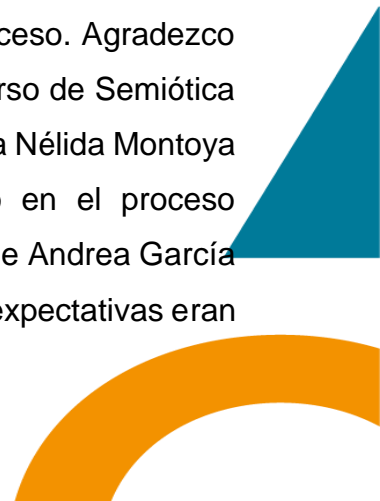 ceso. Agradezco
rso de Semiótica
a Nélida Montoya
en el proceso
e Andrea García
expectativas eran